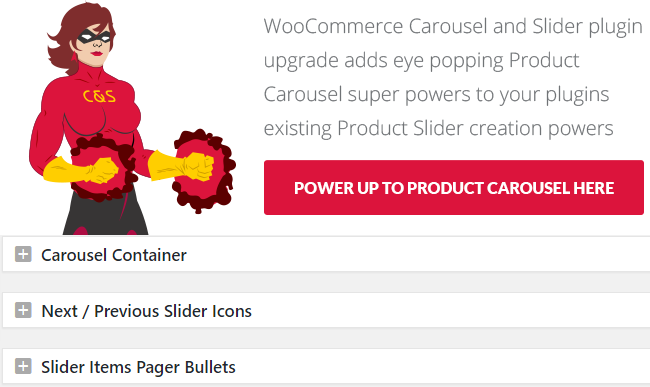 C&S
WooCommerce Carousel and Slider plugin
upgrade adds eye popping Product
Carousel super powers to your plugins
existing Product Slider creation powers
POWER UP TO PRODUCT CAROUSEL HERE
Carousel Container
Next / Previous Slider Icons
Slider Items Pager Bullets